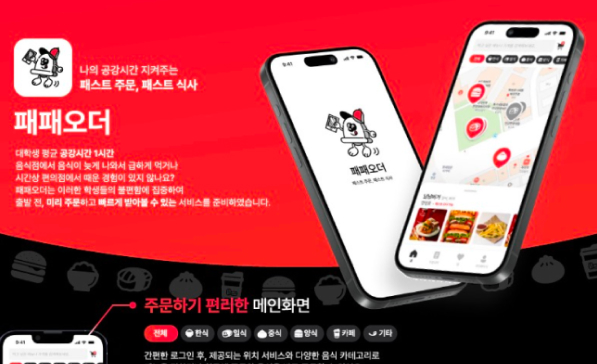 나의 공강시간 지켜주는
패스트 주문, 패스트 식사
패패오더
대학생 평균 공강시간 1시간
음식점에서 음식이 늦게 나와서 급하게 먹거나
시간상 편의점에서 때운 경험이 있지 않나요?
패패오더는 이러한 학생들의 불편함에 집중하여
출발 전, 미리 주문하고 빠르게 받아볼 수 있는 서비스를 준비하였습니다.
9:41
패패오더
패스트 주문, 패스트 식사
9:41
주문하기 편리한 메인화면
전체 한식 일식 중식 양식 카페 기타
간편한 로그인 후, 제공되는 위치 서비스와 다양한 음식 카테고리로
9:41